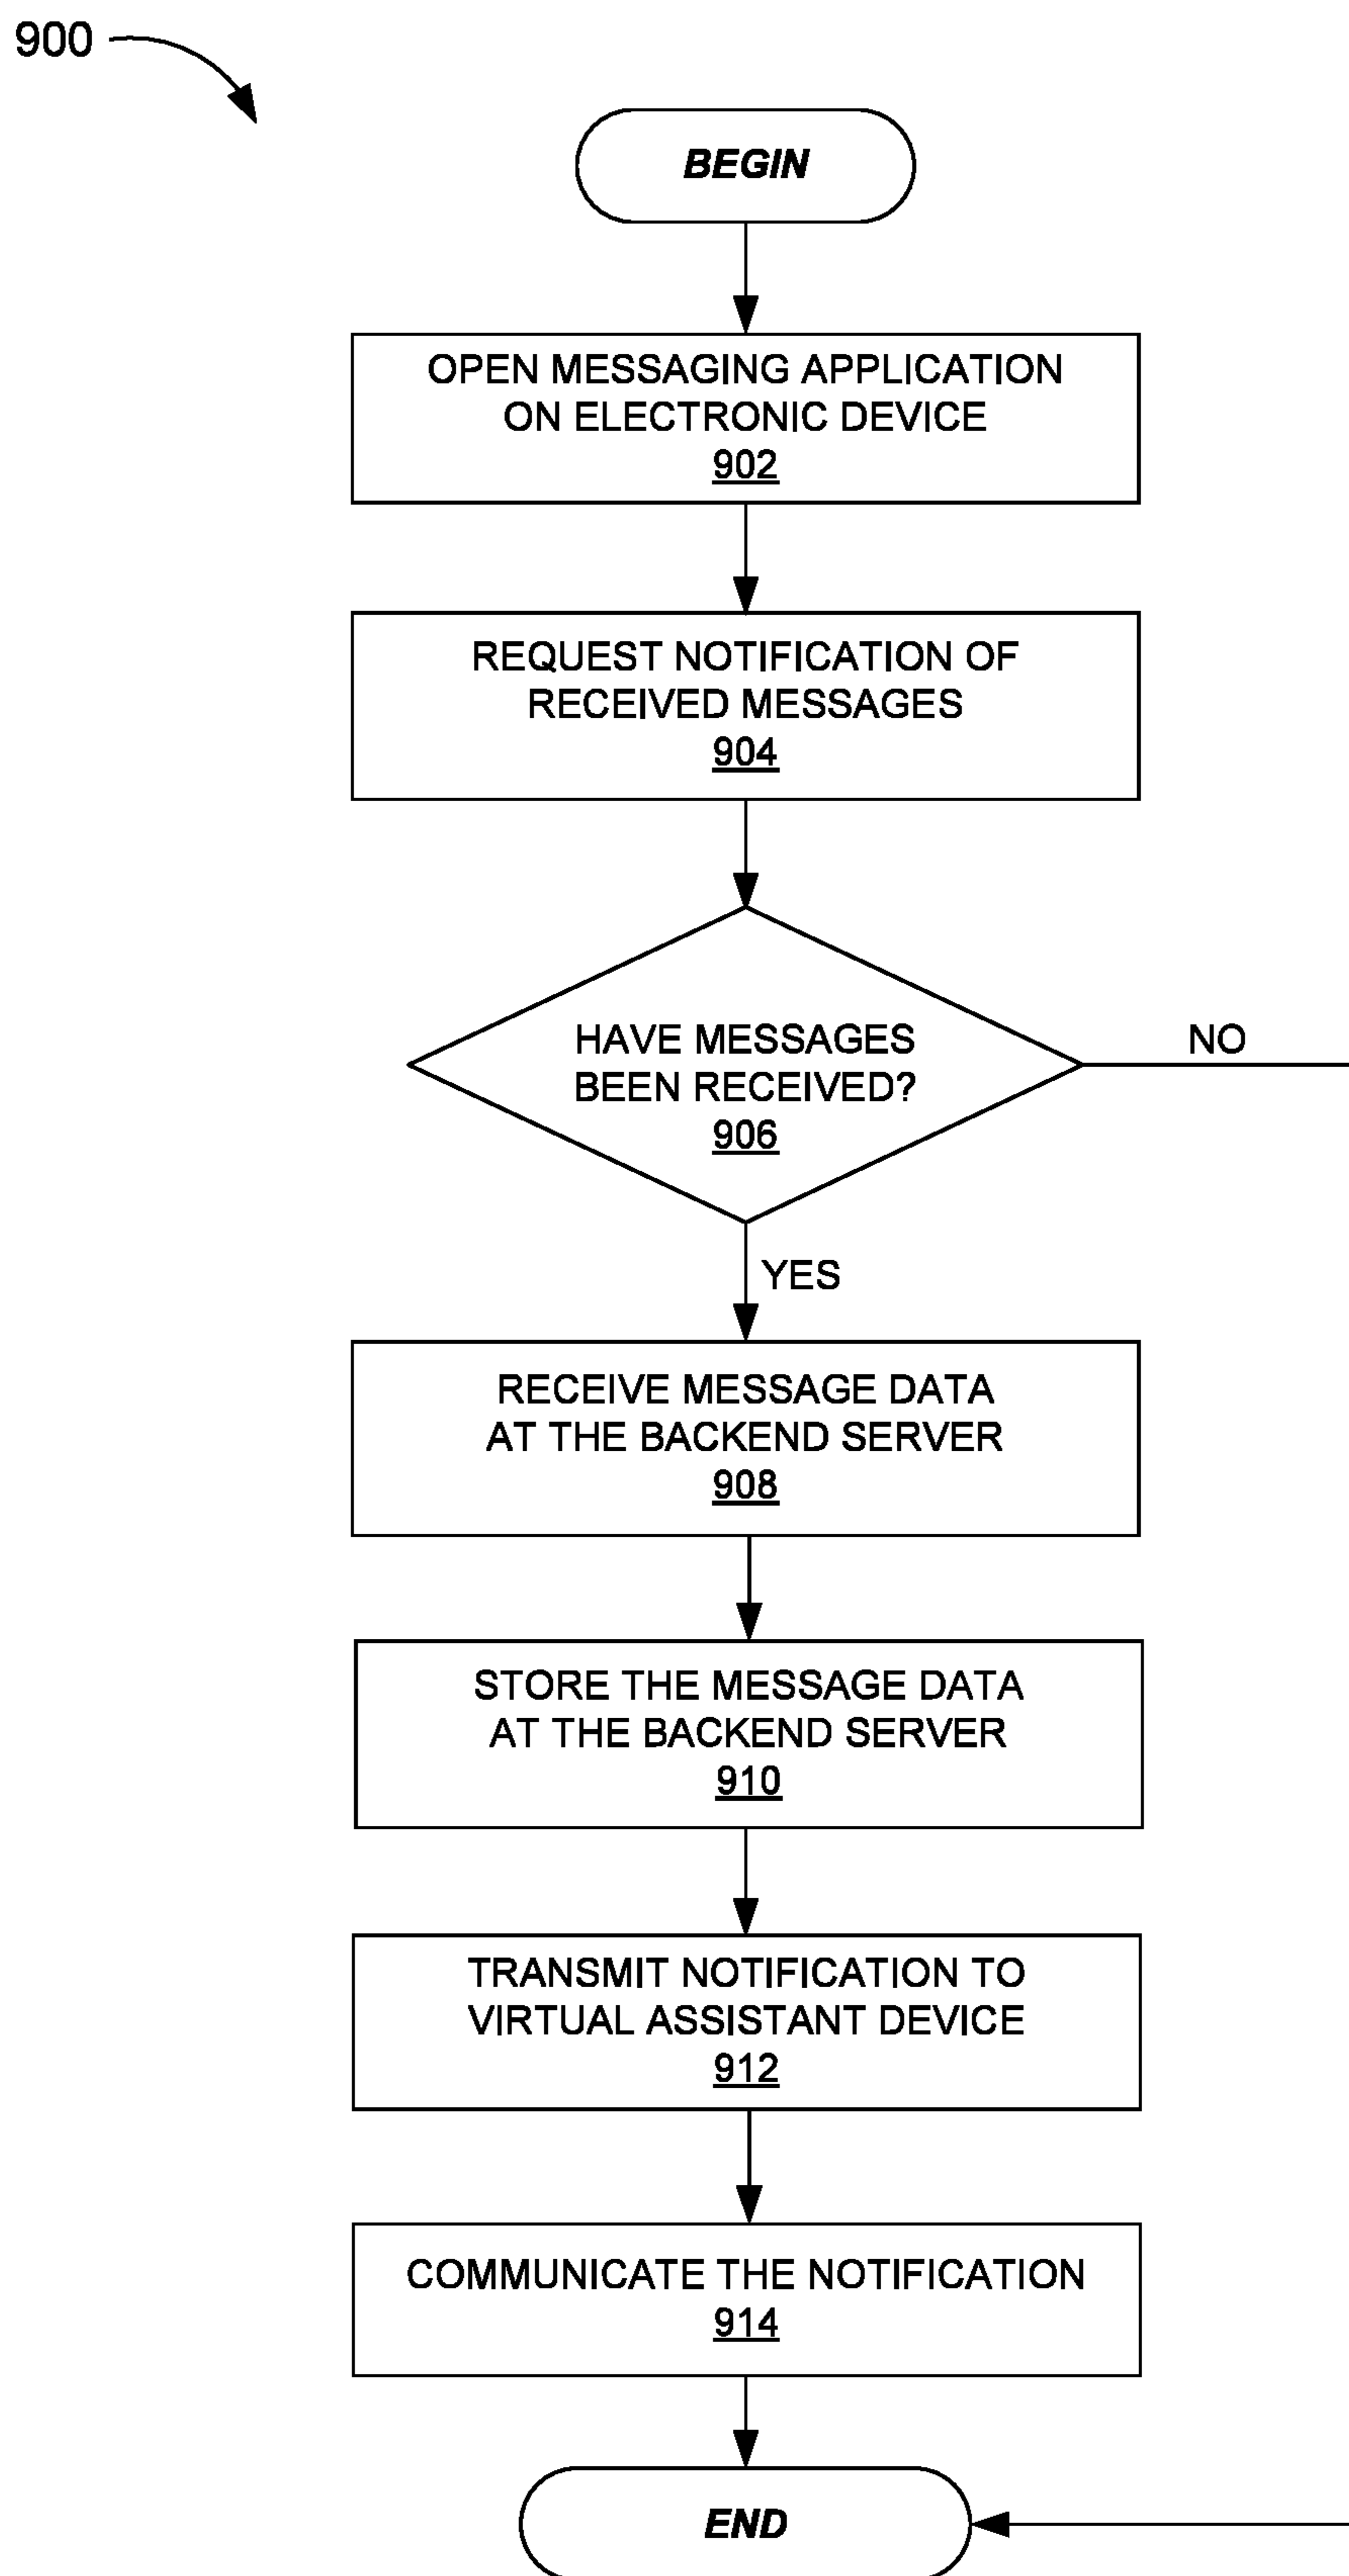 900
BEGIN
OPEN MESSAGING APPLICATION
ON ELECTRONIC DEVICE
902
REQUEST NOTIFICATION OF
RECEIVED MESSAGES
904
HAVE MESSAGES
BEEN RECEIVED?
906
NO
YES
RECEIVE MESSAGE DATA
AT THE BACKEND SERVER
908
STORE THE MESSAGE DATA
AT THE BACKEND SERVER
910
TRANSMIT NOTIFICATION TO
VIRTUAL ASSISTANT DEVICE
912
COMMUNICATE THE NOTIFICATION
914
END